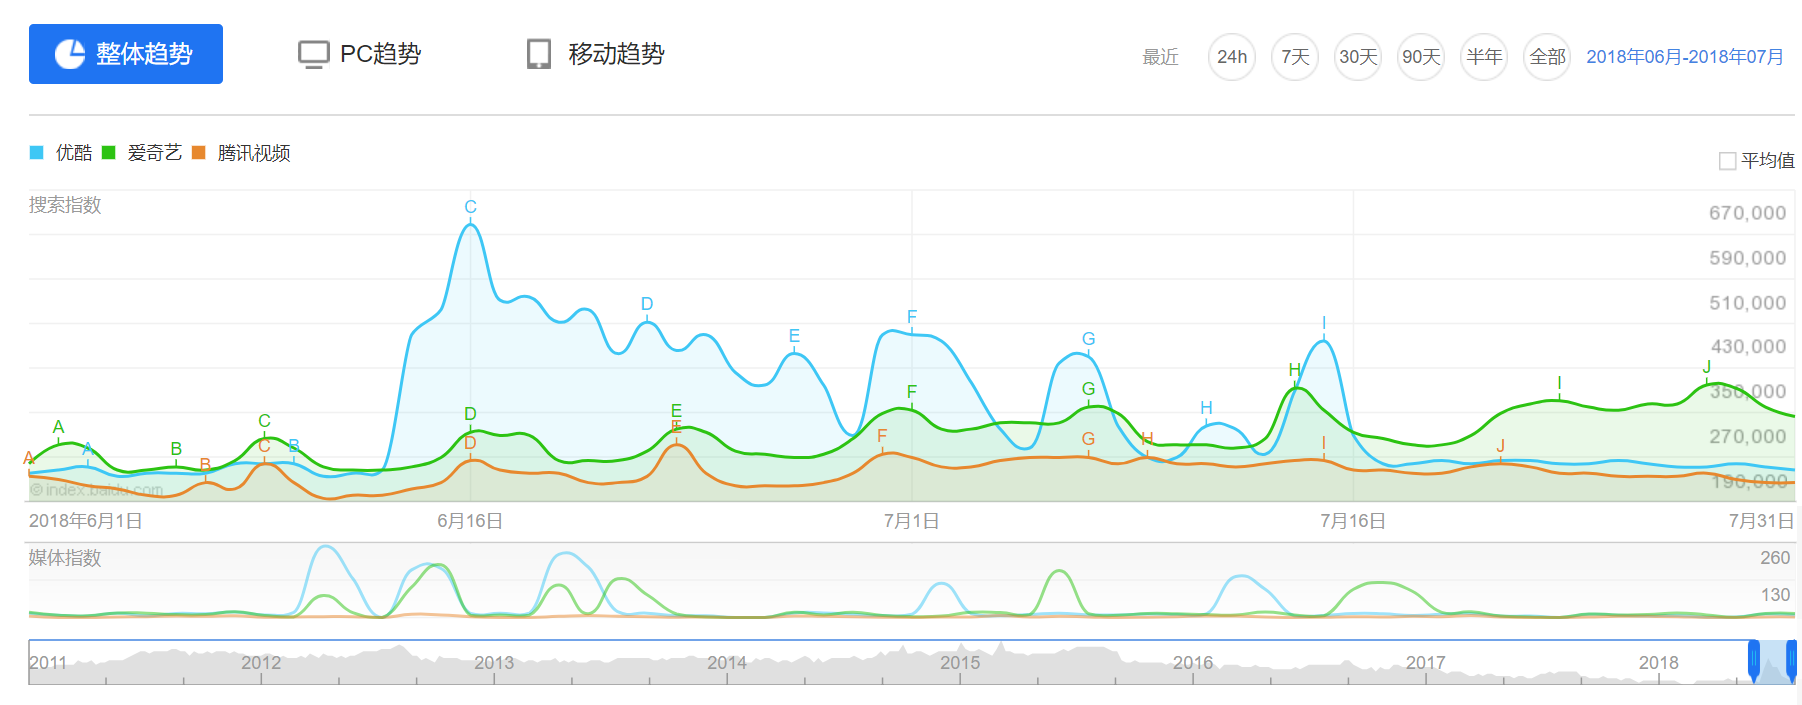 整体趋势 PC趋势 移动趋势 最近 24h 7天 30天 90天 半年 全部 2018年06月-2018年07月
优酷 爱奇艺 腾讯视频
平均值
搜索指数
670,000
590,000
510,000
430,000
350,000
270,000
190,000
C
D
E
F
G
H
I
A
B
A
B
C
D
E
F
G
H
I
J
A
B
C
D
E
F
G
H
I
J
©index.baidu.com
2018年6月1日 6月16日 7月1日 7月16日 7月31日
媒体指数
260
130
2011 2012 2013 2014 2015 2016 2017 2018